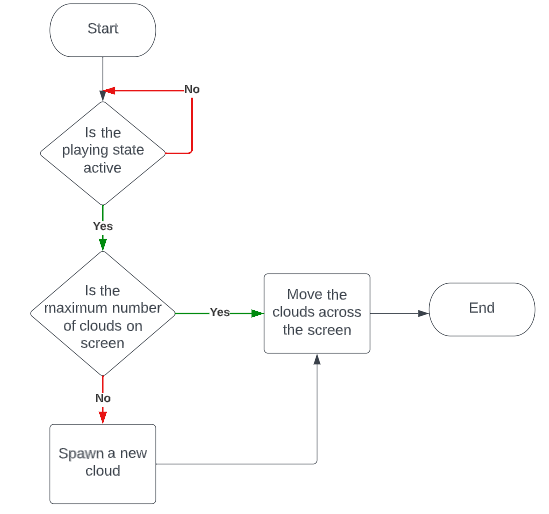 Start
No
Is the
playing state
active
Yes
Is the
maximum number
of clouds on
screen
Yes
Move the
clouds across
the screen
End
No
Spawn a new
cloud